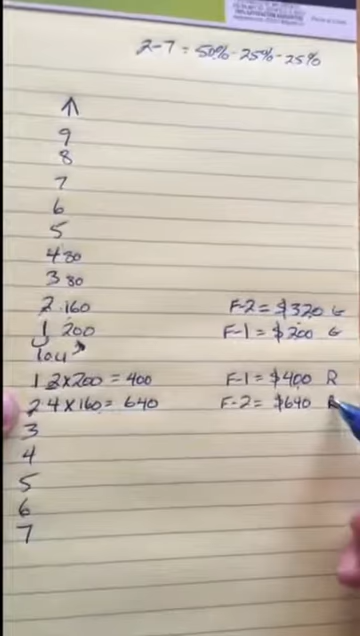 2-7 = 50% - 25% - 25%
9
8
7
6
5
4 80
3 80
2 160 F-2 = $320 G
1 200 F-1 = $200 G
You
1 2x200 = 400 F-1 = $400 R
2 4x160 = 640 F-2 = $640 R
3
4
5
6
7